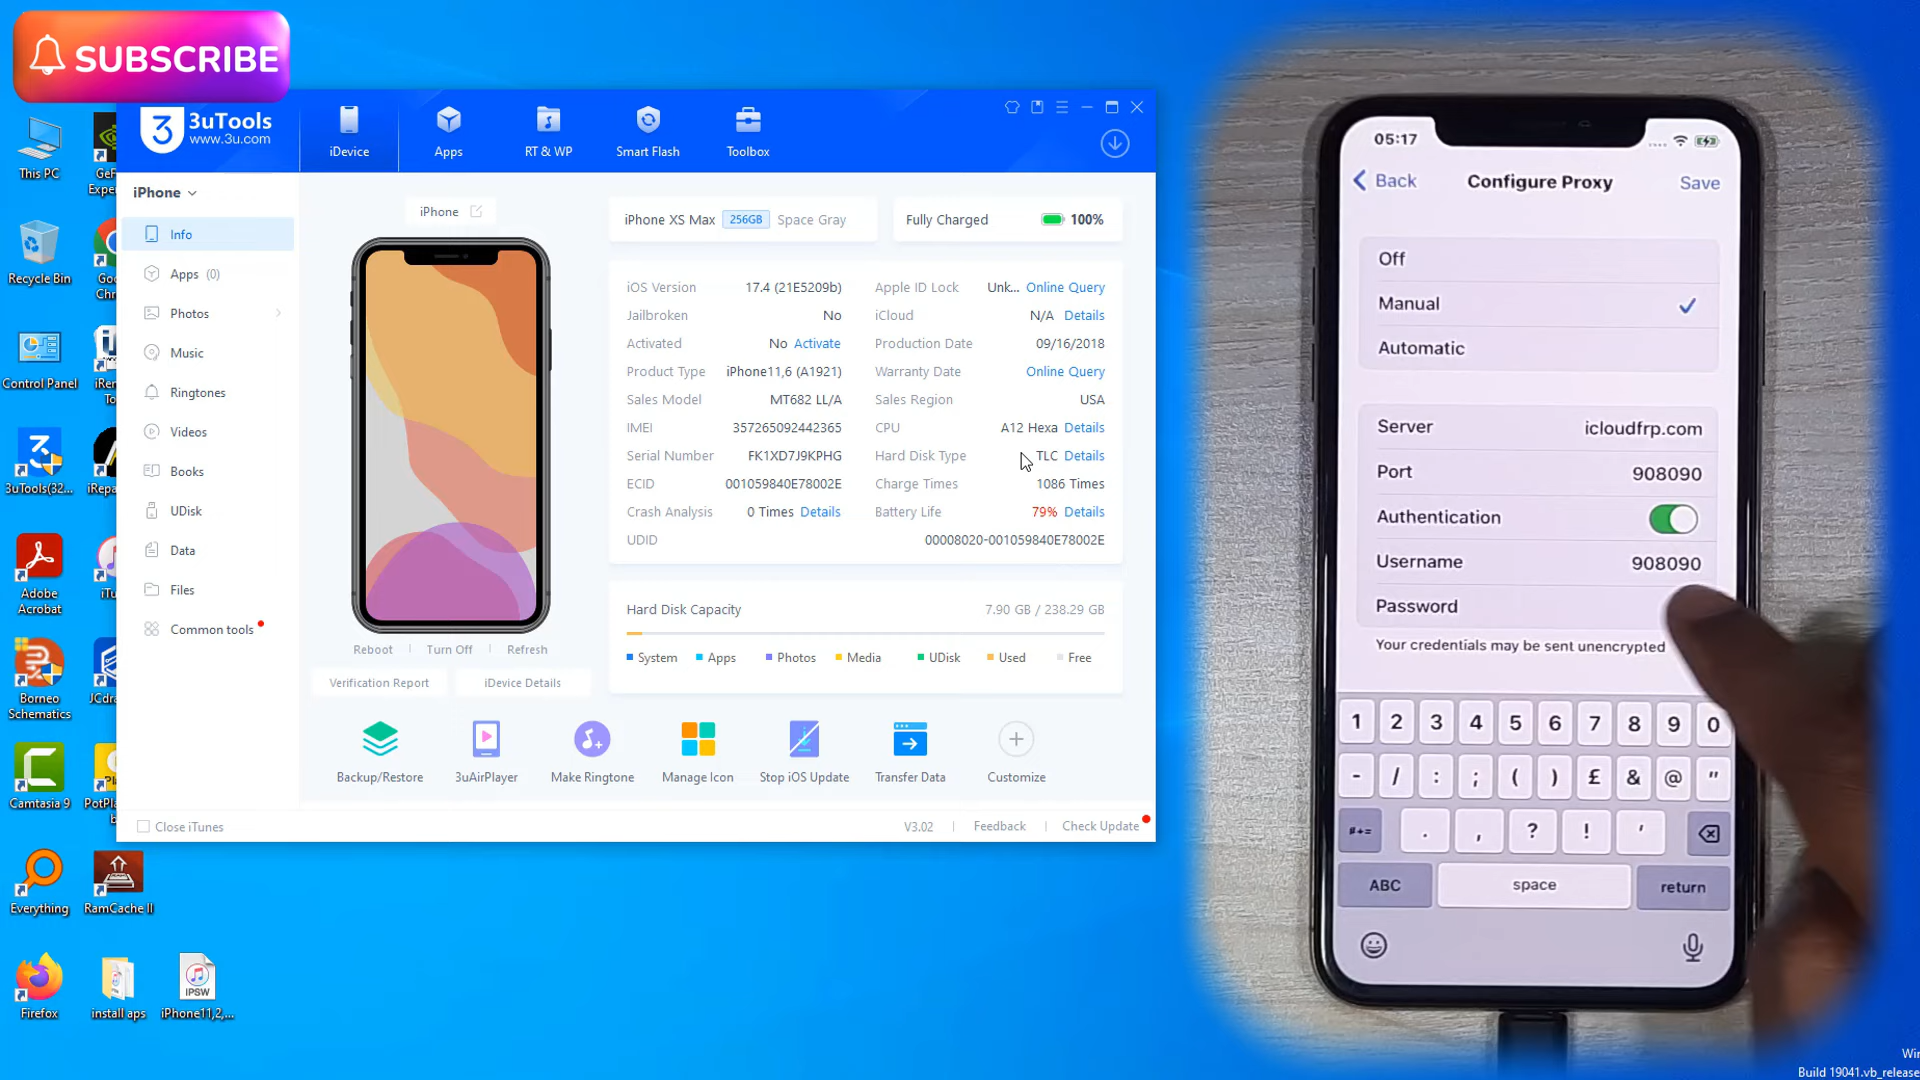 SUBSCRIBE
This PC
Recycle Bin
Control Panel
3uTools(32...
Adobe
Acrobat
Borneo
Schematics
Camtasia 9
Everything
RamCache II
Firefox
install aps
IPSW
iPhone11,2,...
3uTools
www.3u.com
iDevice
Apps
RT & WP
Smart Flash
Toolbox
iPhone
Info
Apps (0)
Photos
Music
Ringtones
Videos
Books
UDisk
Data
Files
Common tools
iPhone
Reboot
Turn Off
Refresh
Verification Report
iDevice Details
iPhone XS Max 256GB Space Gray
Fully Charged 100%
iOS Version 17.4 (21E5209b)
Apple ID Lock Unk... Online Query
Jailbroken No
iCloud N/A Details
Activated No Activate
Production Date 09/16/2018
Product Type iPhone11,6 (A1921)
Warranty Date Online Query
Sales Model MT682 LL/A
Sales Region USA
IMEI 357265092442365
CPU A12 Hexa Details
Serial Number FK1XD7J9KPHG
Hard Disk Type TLC Details
ECID 001059840E78002E
Charge Times 1086 Times
Crash Analysis 0 Times Details
Battery Life 79% Details
UDID 00008020-001059840E78002E
Hard Disk Capacity 7.90 GB / 238.29 GB
System Apps Photos Media UDisk Used Free
Backup/Restore
3uAirPlayer
Make Ringtone
Manage Icon
Stop iOS Update
Transfer Data
Customize
Close iTunes
V3.02
Feedback
Check Update
05:17
Back
Configure Proxy
Save
Off
Manual
Automatic
Server icloudfrp.com
Port 908090
Authentication
Username 908090
Password
Your credentials may be sent unencrypted
1 2 3 4 5 6 7 8 9 0
- / : ; ( ) £ & @ "
#+= . , ? ! '
ABC space return
Build 19041.vb_release